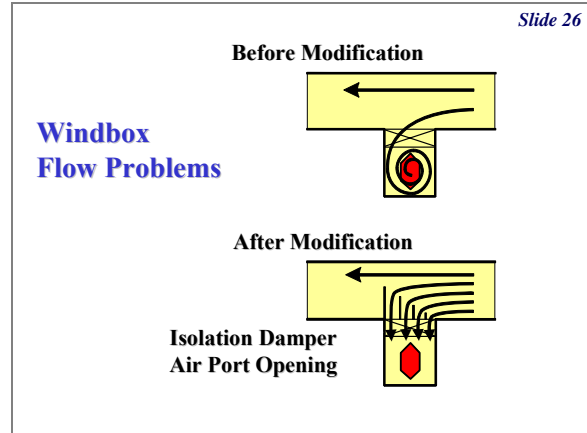 Slide 26
Before Modification
Windbox
Flow Problems
After Modification
Isolation Damper
Air Port Opening